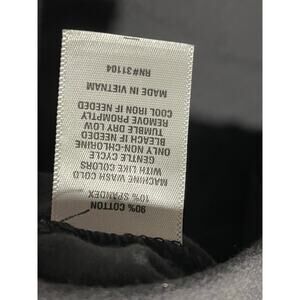 90% COTTON
10% SPANDEX
MACHINE WASH COLD
WITH LIKE COLORS
GENTLE CYCLE
ONLY NON-CHLORINE
BLEACH IF NEEDED
TUMBLE DRY LOW
REMOVE PROMPTLY
COOL IRON IF NEEDED
MADE IN VIETNAM
RN#31104